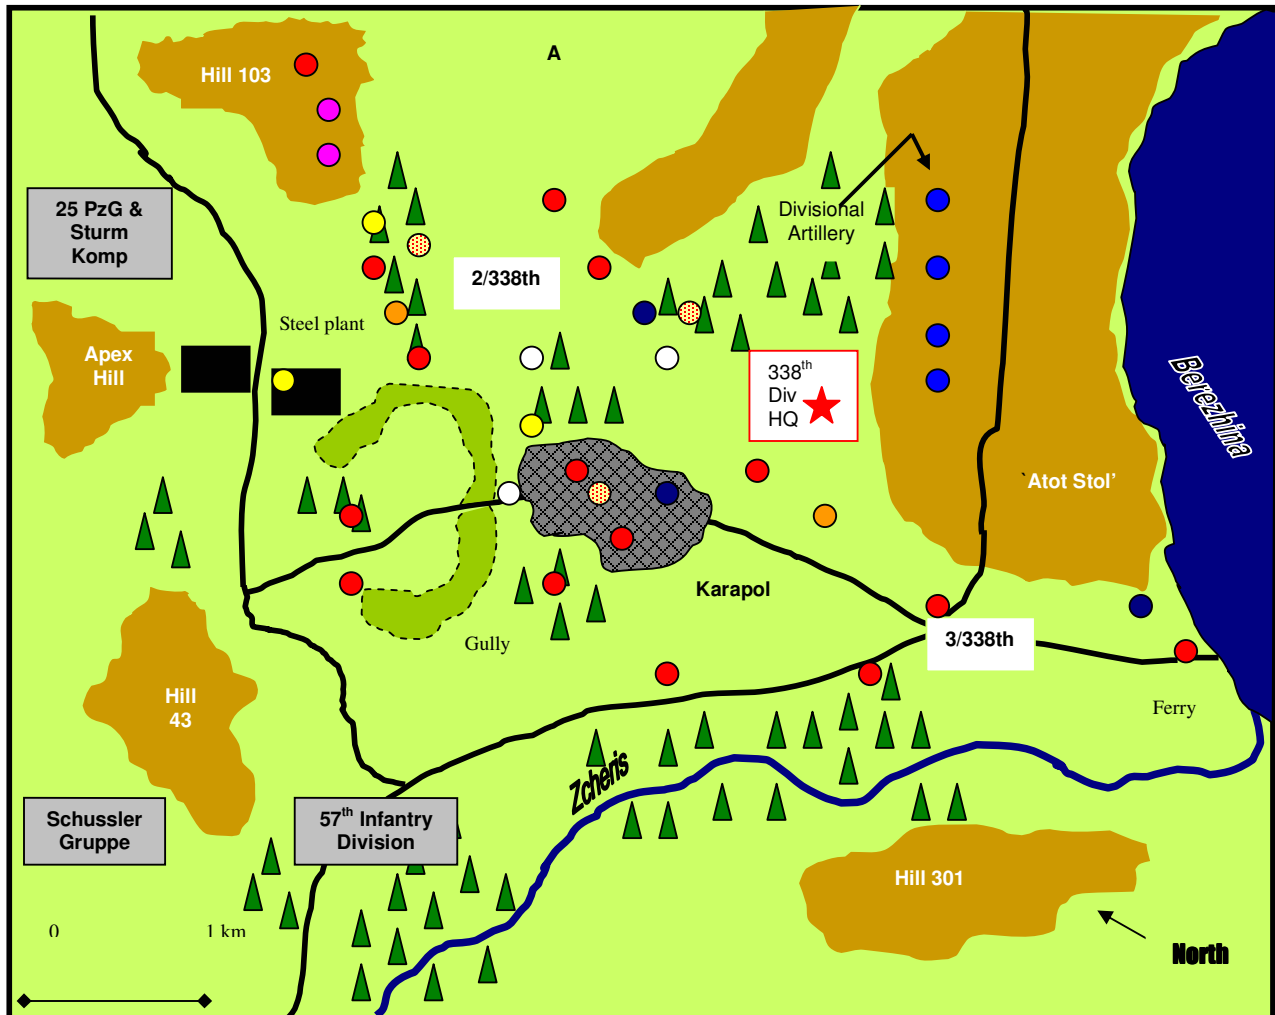 A
Hill 103
25 PzG &
Sturm
Komp
Divisional
Artillery
2/338th
Steel plant
Apex
Hill
338th
Div
HQ
Berezhina
`Atot Stol'
Karapol
Gully
3/338th
Hill
43
Ferry
Zcheris
Schussler
Gruppe
57th Infantry
Division
Hill 301
0 1 km
North